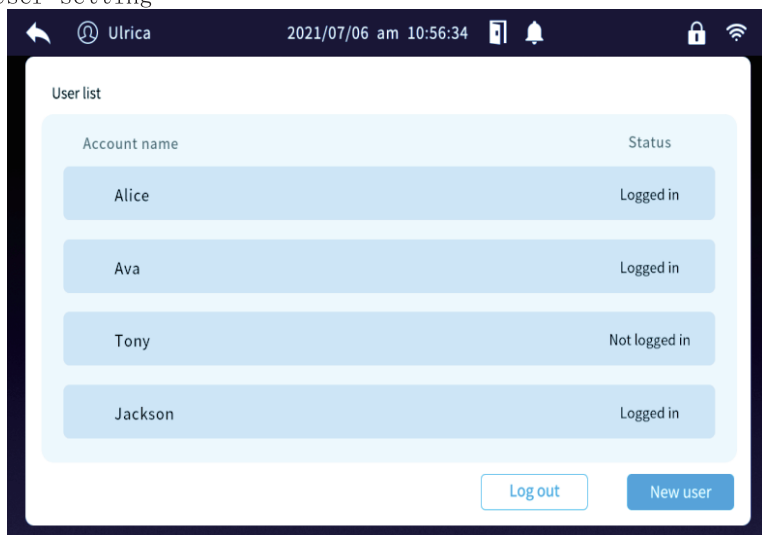 User setting
Ulrica 2021/07/06 am 10:56:34
User list
Account name Status
Alice Logged in
Ava Logged in
Tony Not logged in
Jackson Logged in
Log out New user